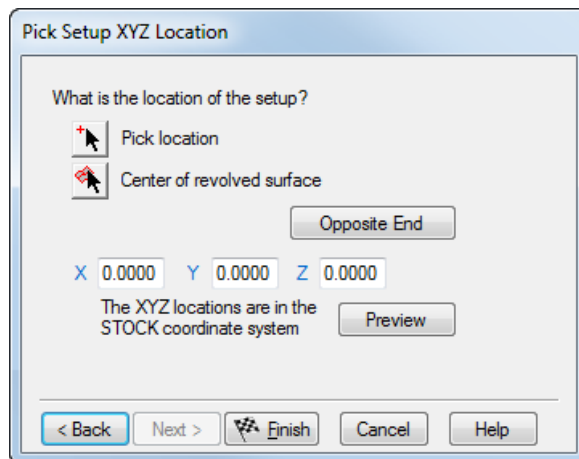 Pick Setup XYZ Location
What is the location of the setup?
Pick location
Center of revolved surface
Opposite End
X 0.0000 Y 0.0000 Z 0.0000
The XYZ locations are in the
STOCK coordinate system
Preview
< Back Next > Finish Cancel Help